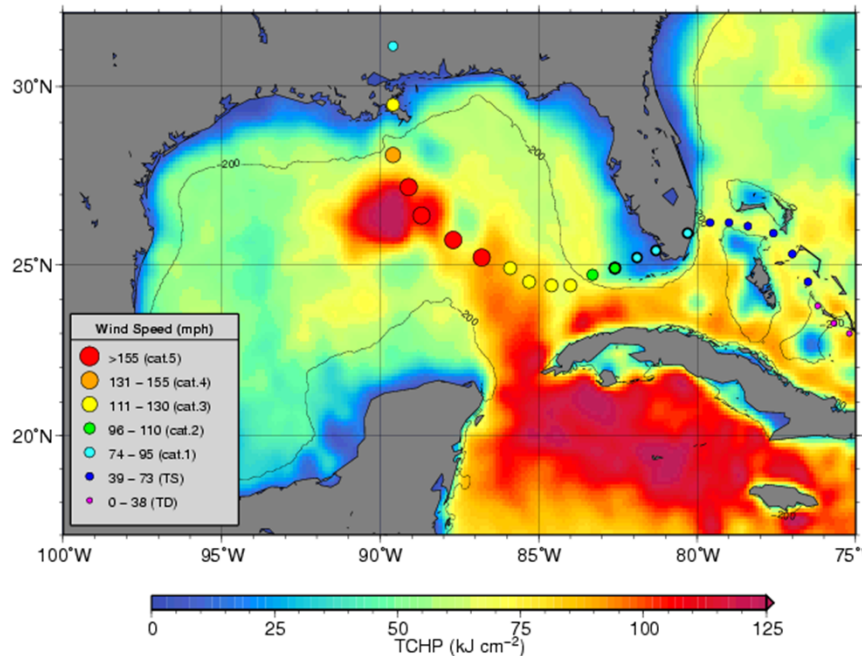 30°N
25°N
20°N
200
200
200
200
Wind Speed (mph)
>155 (cat.5)
131 – 155 (cat.4)
111 – 130 (cat.3)
96 – 110 (cat.2)
74 – 95 (cat.1)
39 – 73 (TS)
0 – 38 (TD)
100°W 95°W 90°W 85°W 80°W 75°
0 25 50 75 100 125
TCHP (kJ cm⁻²)